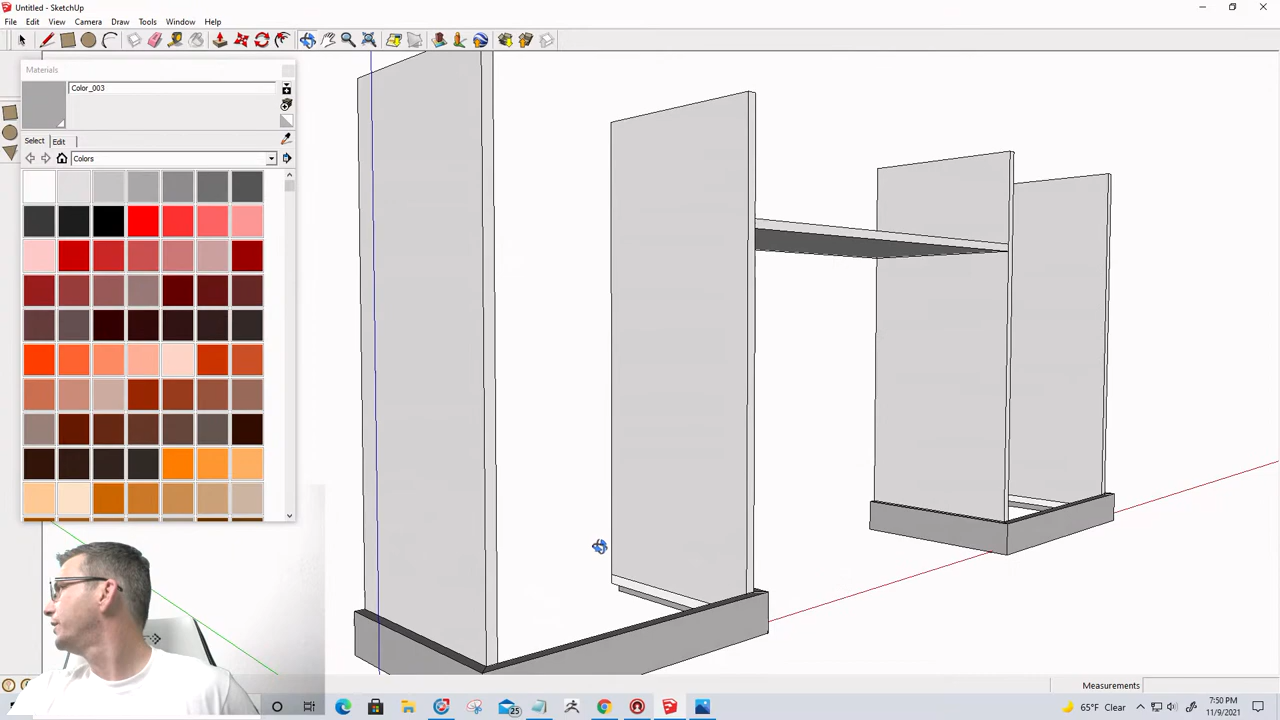 Untitled - SketchUp
File Edit View Camera Draw Tools Window Help
Materials
Color_003
Select Edit
Colors
Measurements
25
65°F Clear
7:50 PM
11/9/2021